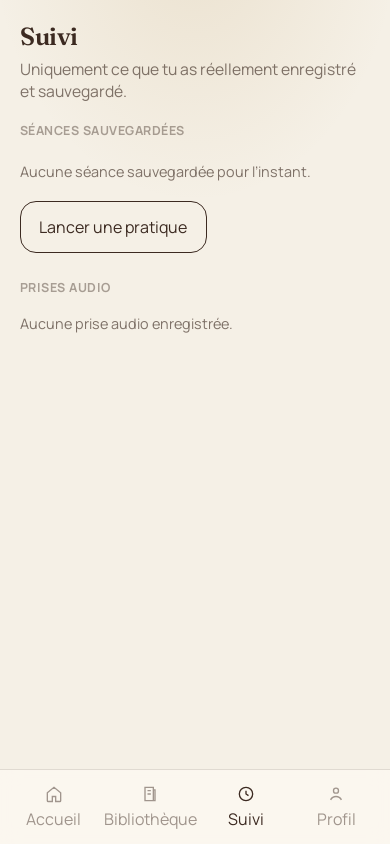 Suivi
Uniquement ce que tu as réellement enregistré
et sauvegardé.
SÉANCES SAUVEGARDÉES
Aucune séance sauvegardée pour l'instant.
Lancer une pratique
PRISES AUDIO
Aucune prise audio enregistrée.
Accueil
Bibliothèque
Suivi
Profil